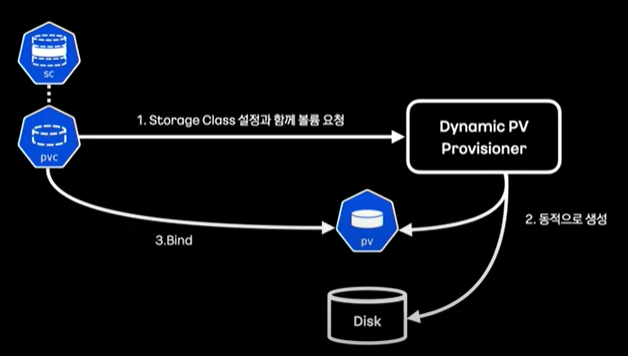 sc
1. Storage Class 설정과 함께 볼륨 요청
pvc
Dynamic PV
Provisioner
2. 동적으로 생성
pv
3.Bind
Disk